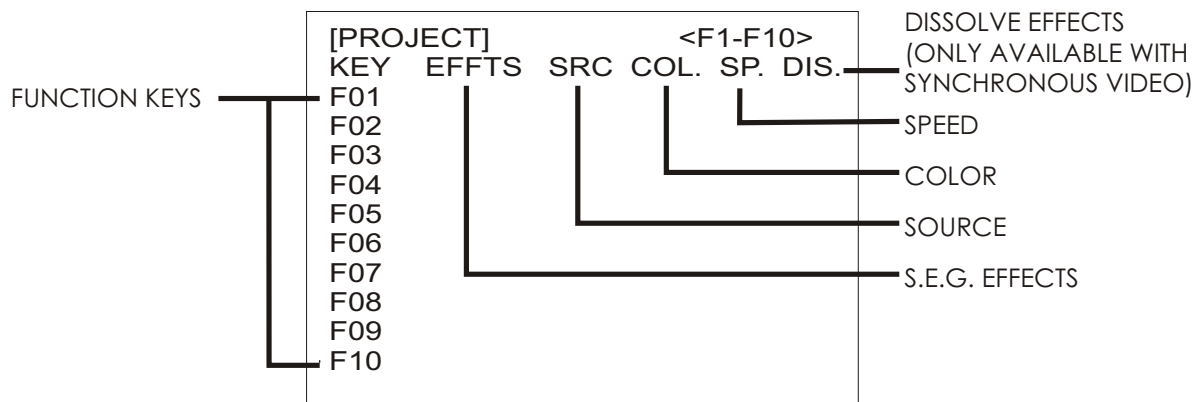 [PROJECT] <F1-F10>
KEY EFFTS SRC COL. SP. DIS.
F01
F02
F03
F04
F05
F06
F07
F08
F09
F10
FUNCTION KEYS
DISSOLVE EFFECTS
(ONLY AVAILABLE WITH
SYNCHRONOUS VIDEO)
SPEED
COLOR
SOURCE
S.E.G. EFFECTS